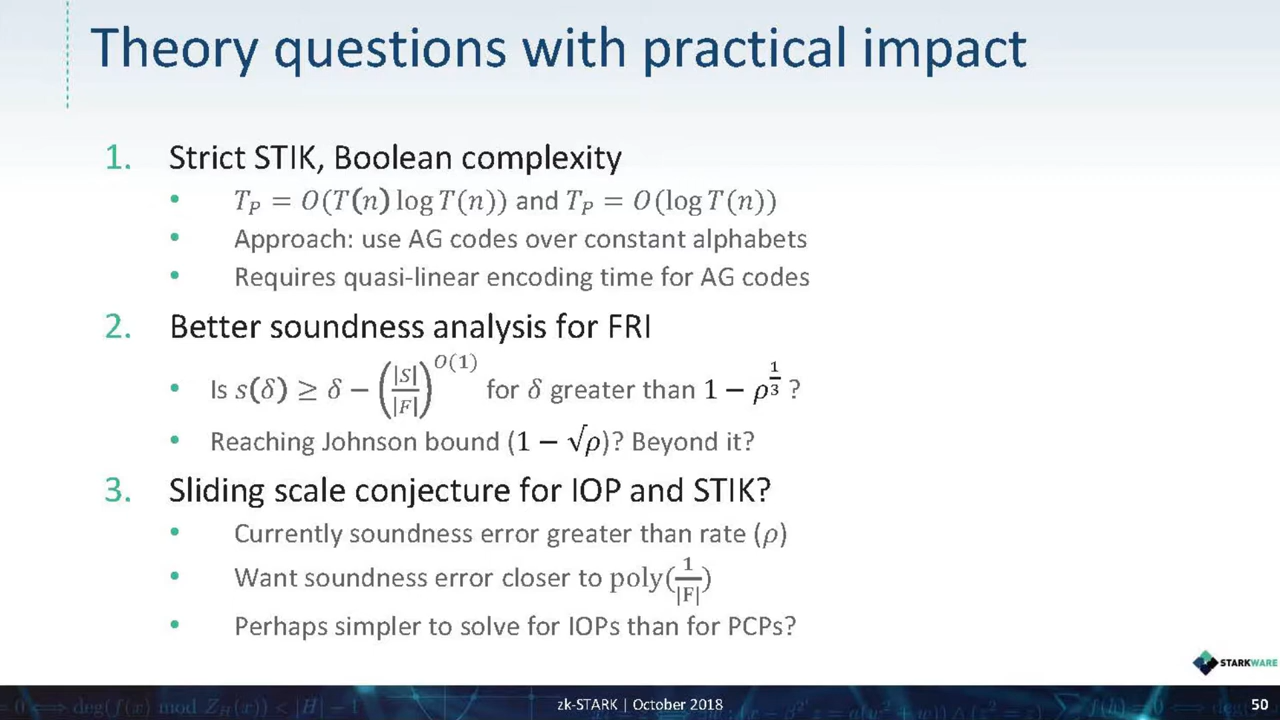 Theory questions with practical impact
1. Strict STIK, Boolean complexity
• T_P = O(T(n) log T(n)) and T_P = O(log T(n))
• Approach: use AG codes over constant alphabets
• Requires quasi-linear encoding time for AG codes
2. Better soundness analysis for FRI
• Is s(δ) ≥ δ − (|S|/|F|)^O(1) for δ greater than 1 − ρ^(1/3) ?
• Reaching Johnson bound (1 − √ρ)? Beyond it?
3. Sliding scale conjecture for IOP and STIK?
• Currently soundness error greater than rate (ρ)
• Want soundness error closer to poly(1/|F|)
• Perhaps simpler to solve for IOPs than for PCPs?
STARKWARE
zk-STARK | October 2018
50